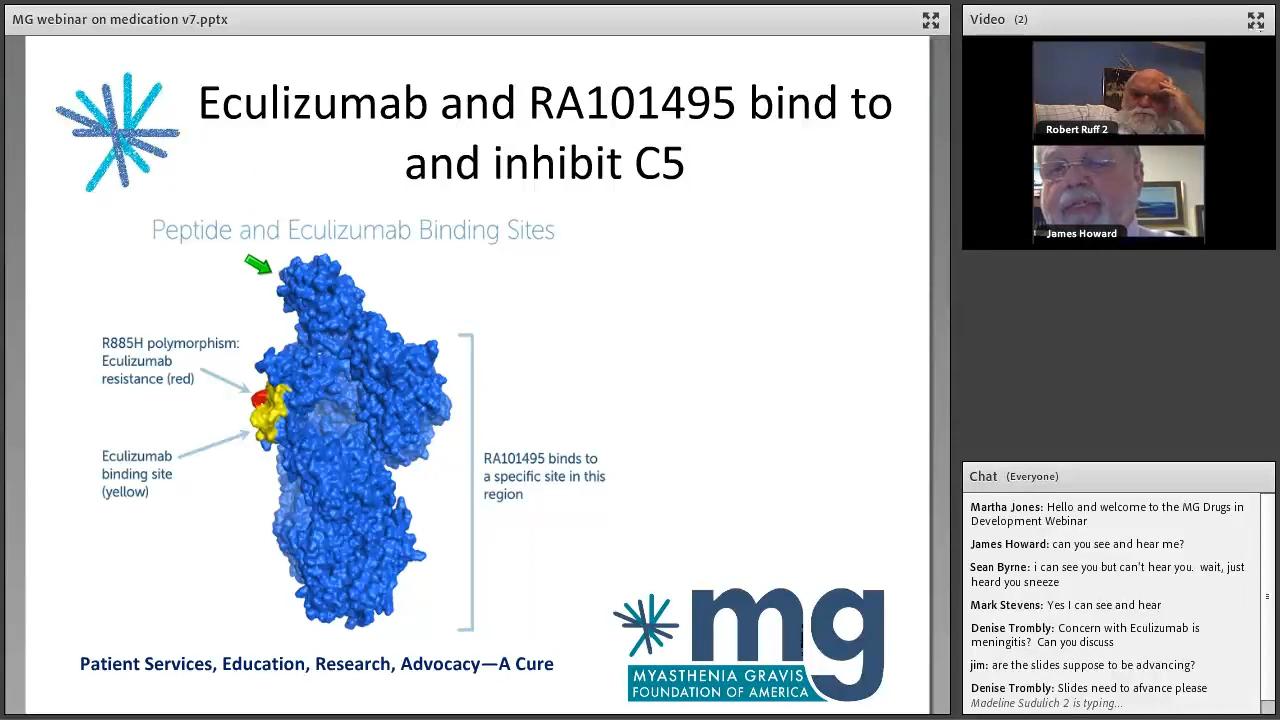 MG webinar on medication v7.pptx
Eculizumab and RA101495 bind to
and inhibit C5
Peptide and Eculizumab Binding Sites
R885H polymorphism:
Eculizumab
resistance (red)
Eculizumab
binding site
(yellow)
RA101495 binds to
a specific site in this
region
Patient Services, Education, Research, Advocacy—A Cure
mg
MYASTHENIA GRAVIS
FOUNDATION OF AMERICA
Video (2)
Robert Ruff 2
James Howard
Chat (Everyone)
Martha Jones: Hello and welcome to the MG Drugs in
Development Webinar
James Howard: can you see and hear me?
Sean Byrne: i can see you but can't hear you. wait, just
heard you sneeze
Mark Stevens: Yes I can see and hear
Denise Trombly: Concern with Eculizumab is
meningitis? Can you discuss
jim: are the slides suppose to be advancing?
Denise Trombly: Slides need to afvance please
Madeline Sudulich 2 is typing...